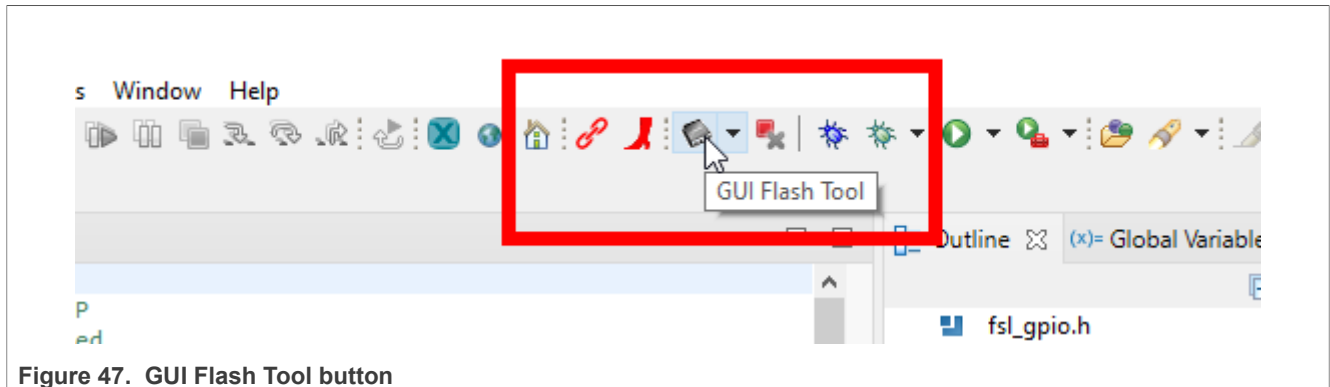 s Window Help
GUI Flash Tool
Outline (x)= Global Variable
P
fsl_gpio.h
ed
Figure 47. GUI Flash Tool button